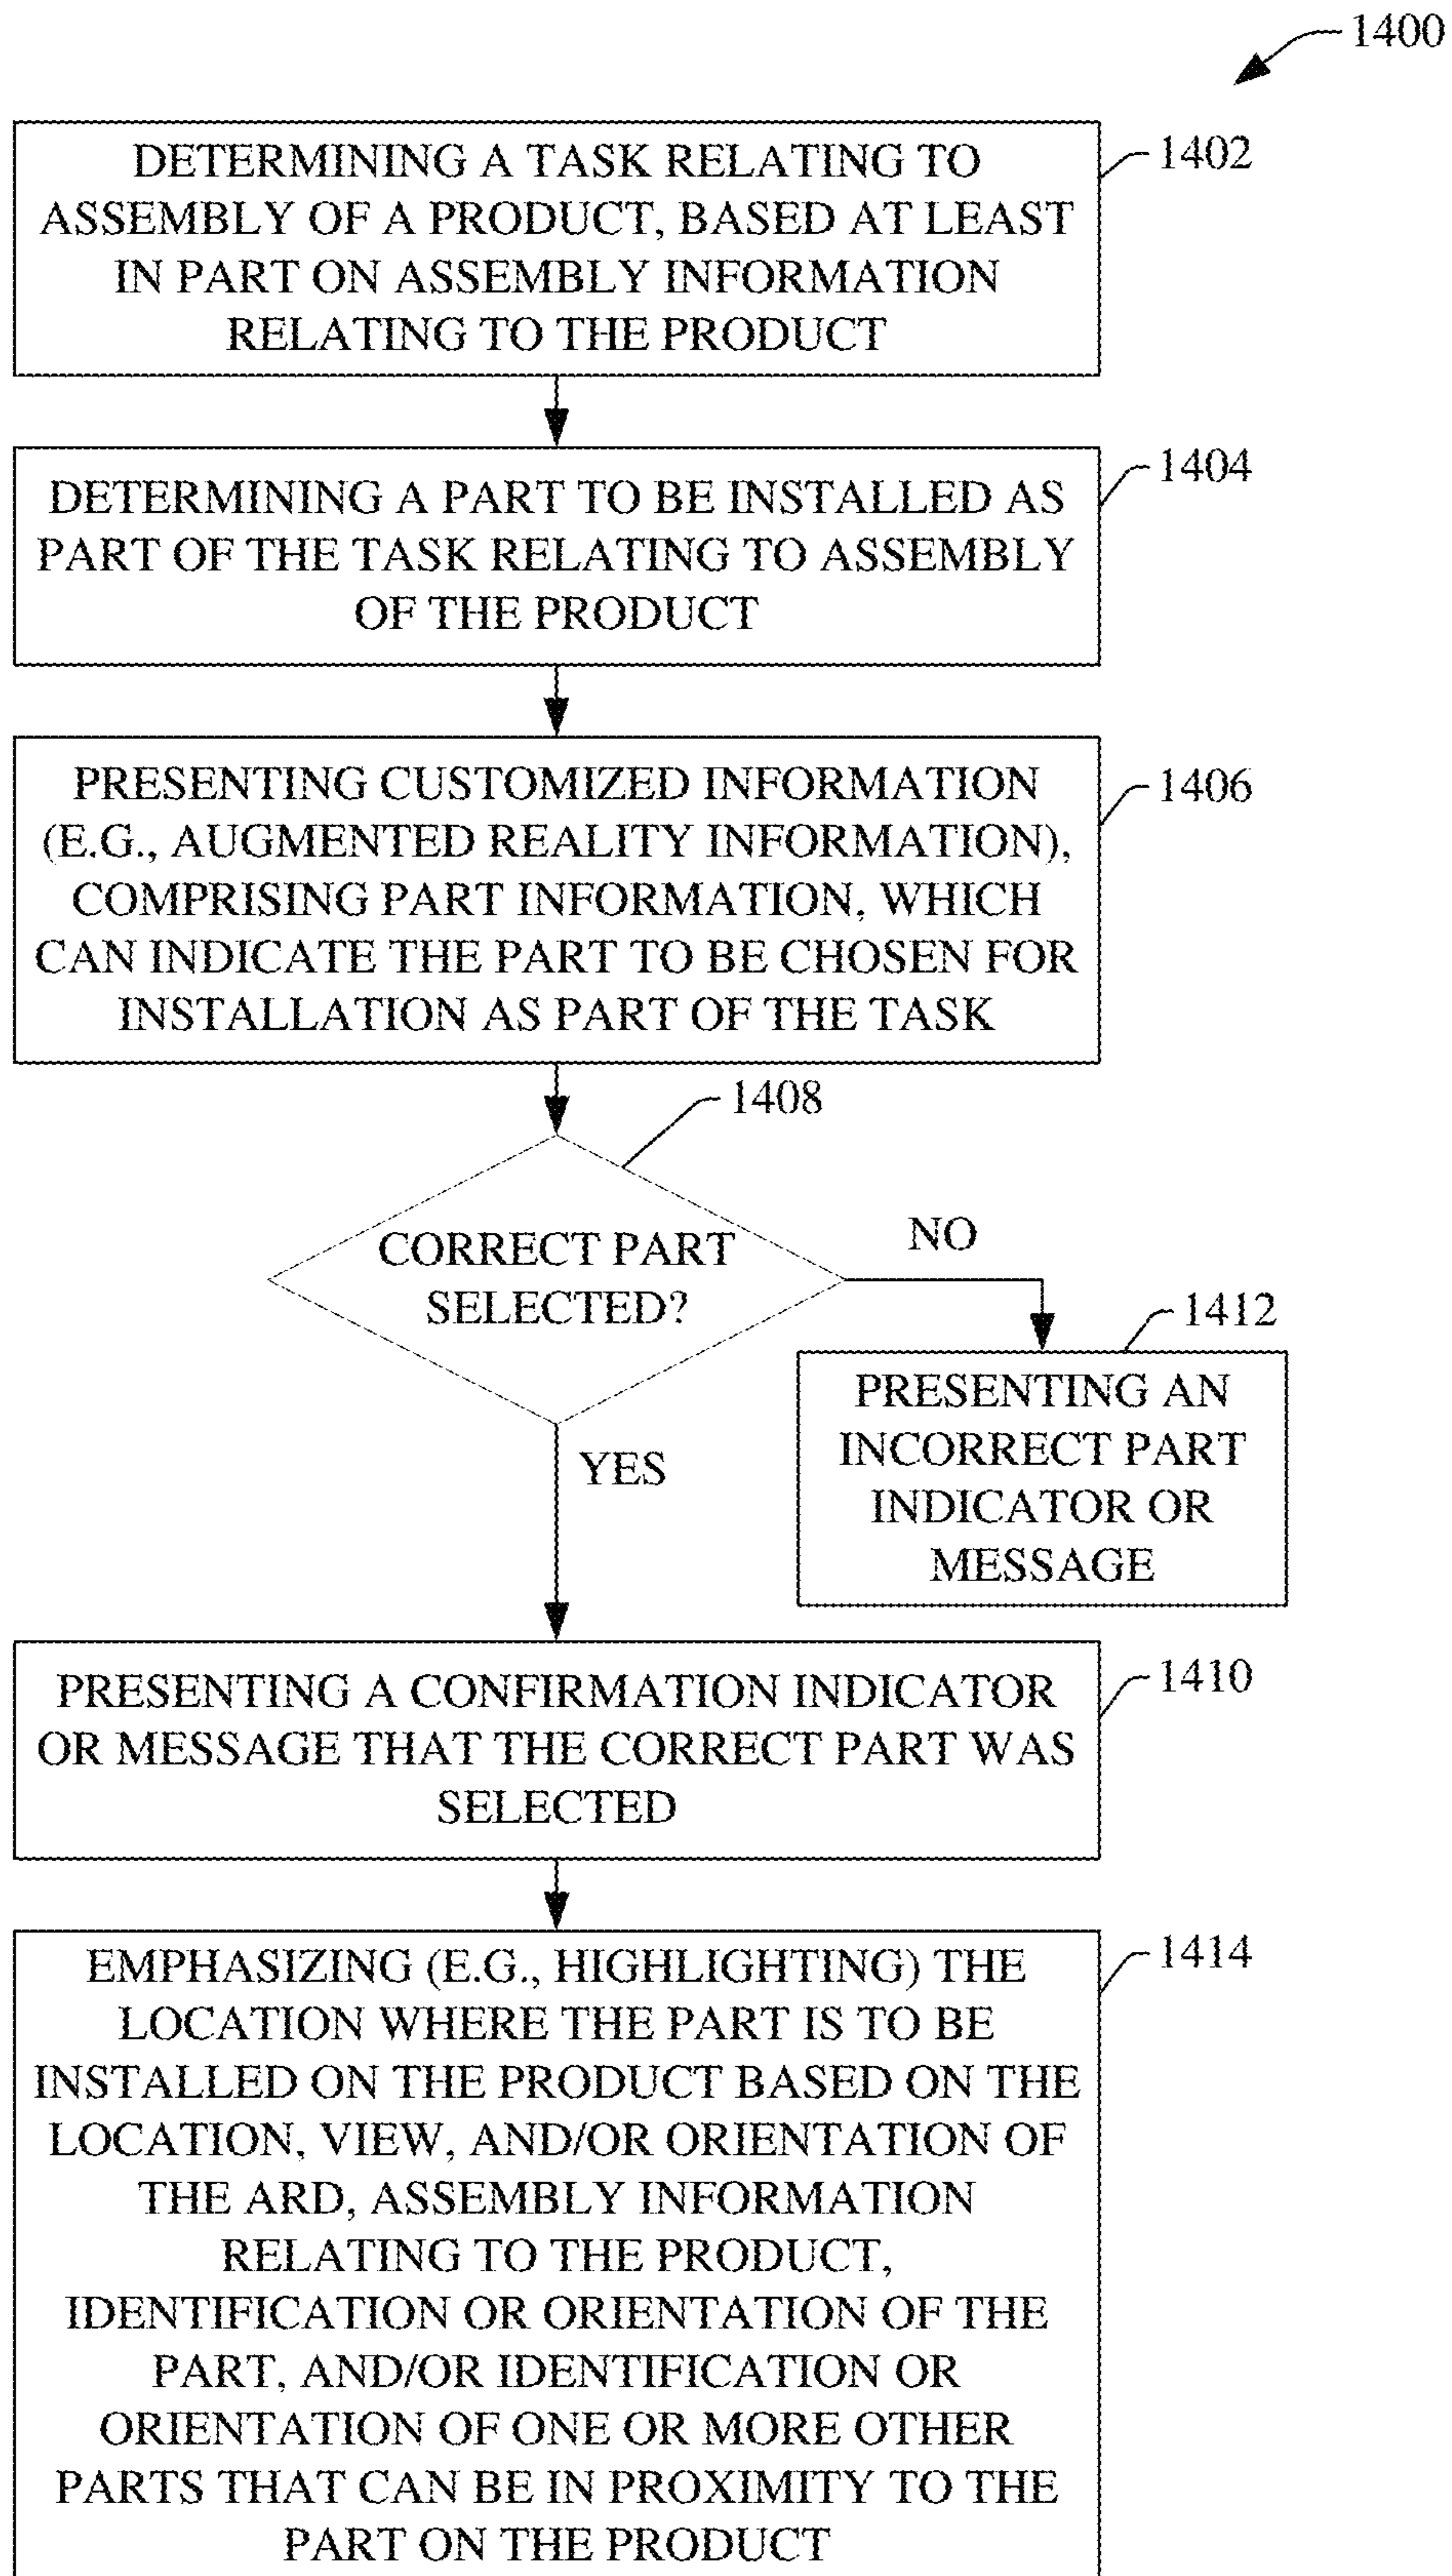 1400
DETERMINING A TASK RELATING TO
ASSEMBLY OF A PRODUCT, BASED AT LEAST
IN PART ON ASSEMBLY INFORMATION
RELATING TO THE PRODUCT
1402
DETERMINING A PART TO BE INSTALLED AS
PART OF THE TASK RELATING TO ASSEMBLY
OF THE PRODUCT
1404
PRESENTING CUSTOMIZED INFORMATION
(E.G., AUGMENTED REALITY INFORMATION),
COMPRISING PART INFORMATION, WHICH
CAN INDICATE THE PART TO BE CHOSEN FOR
INSTALLATION AS PART OF THE TASK
1406
1408
CORRECT PART
SELECTED?
NO
1412
PRESENTING AN
INCORRECT PART
INDICATOR OR
MESSAGE
YES
PRESENTING A CONFIRMATION INDICATOR
OR MESSAGE THAT THE CORRECT PART WAS
SELECTED
1410
EMPHASIZING (E.G., HIGHLIGHTING) THE
LOCATION WHERE THE PART IS TO BE
INSTALLED ON THE PRODUCT BASED ON THE
LOCATION, VIEW, AND/OR ORIENTATION OF
THE ARD, ASSEMBLY INFORMATION
RELATING TO THE PRODUCT,
IDENTIFICATION OR ORIENTATION OF THE
PART, AND/OR IDENTIFICATION OR
ORIENTATION OF ONE OR MORE OTHER
PARTS THAT CAN BE IN PROXIMITY TO THE
PART ON THE PRODUCT
1414